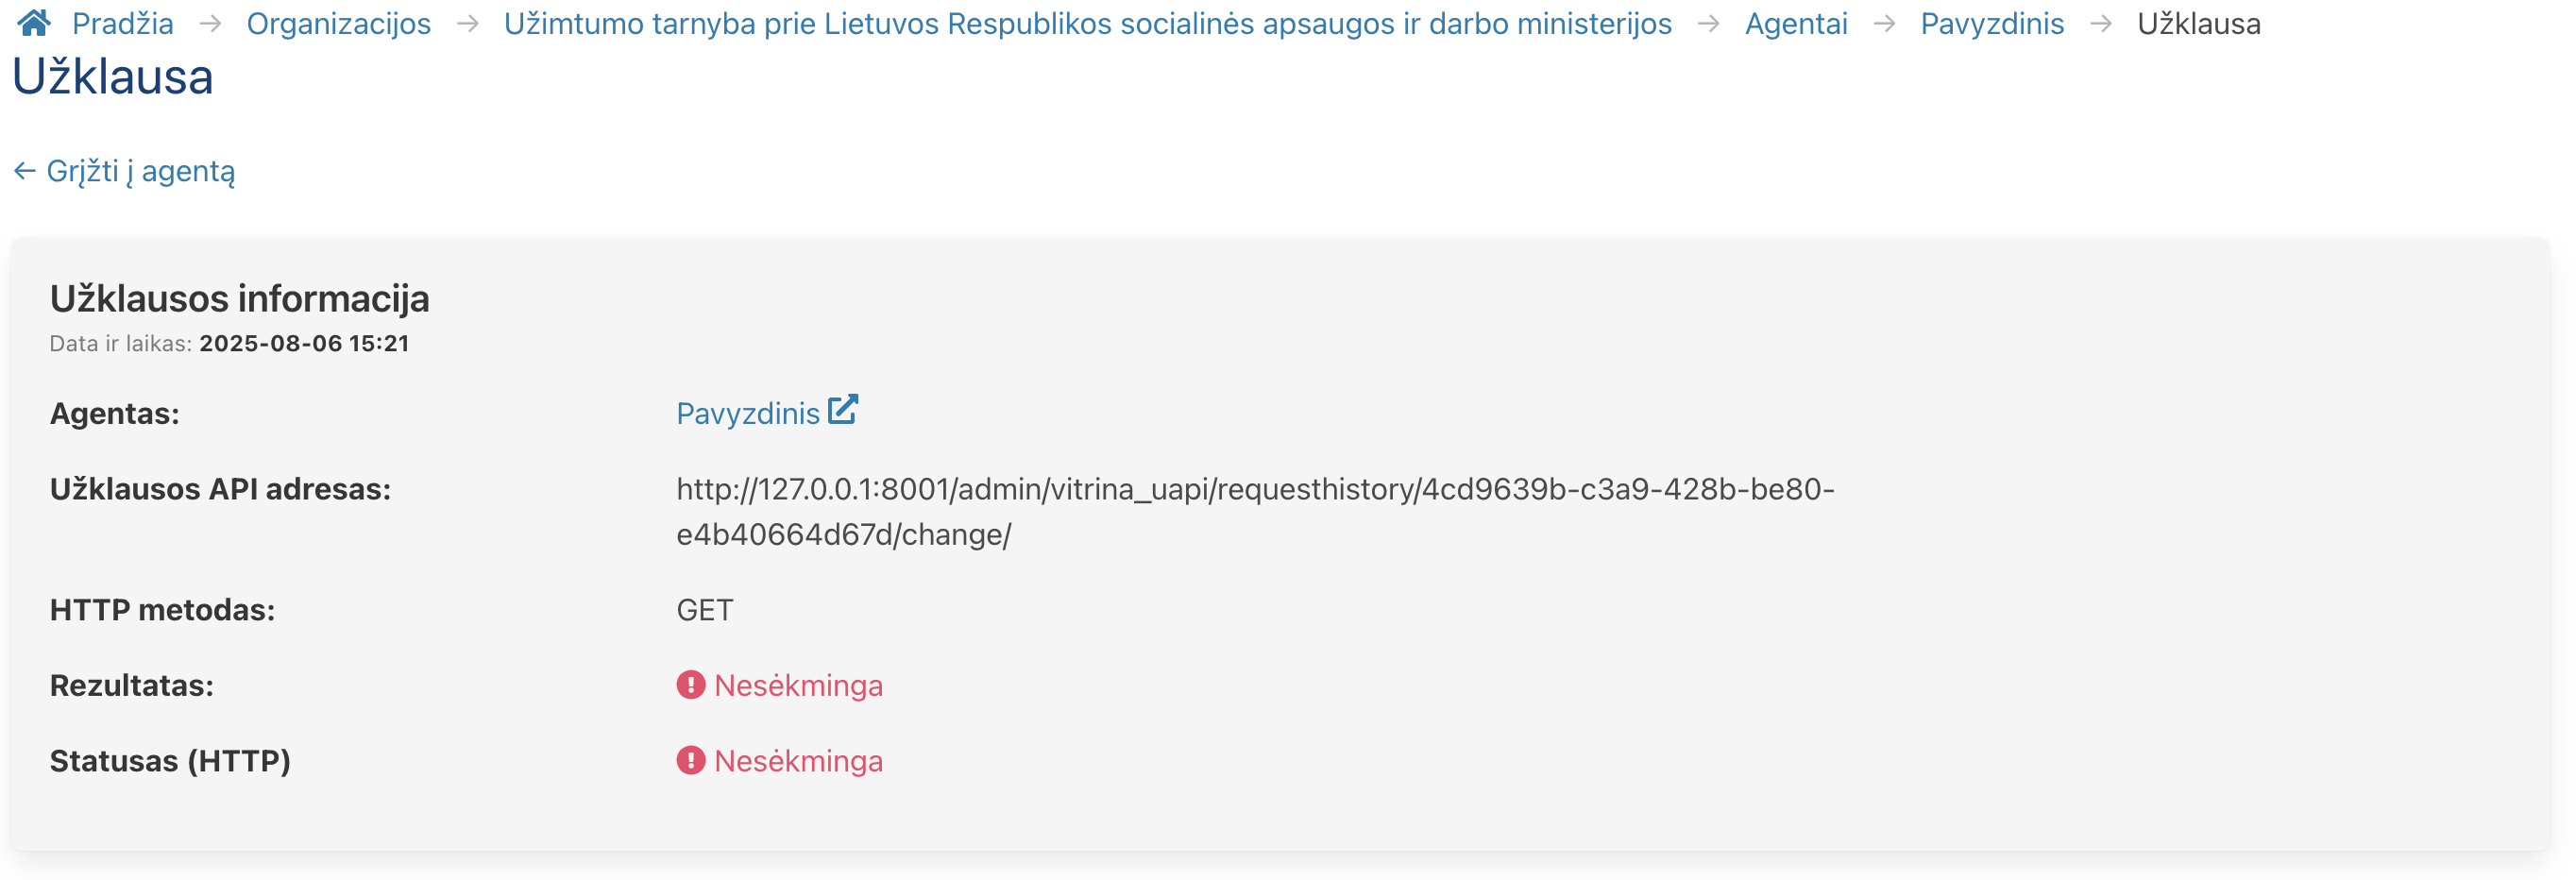 Pradžia → Organizacijos → Užimtumo tarnyba prie Lietuvos Respublikos socialinės apsaugos ir darbo ministerijos → Agentai → Pavyzdinis → Užklausa
Užklausa
← Grįžti į agentą
Užklausos informacija
Data ir laikas: 2025-08-06 15:21
Agentas: Pavyzdinis
Užklausos API adresas: http://127.0.0.1:8001/admin/vitrina_uapi/requesthistory/4cd9639b-c3a9-428b-be80-
e4b40664d67d/change/
HTTP metodas: GET
Rezultatas: Nesėkminga
Statusas (HTTP) Nesėkminga